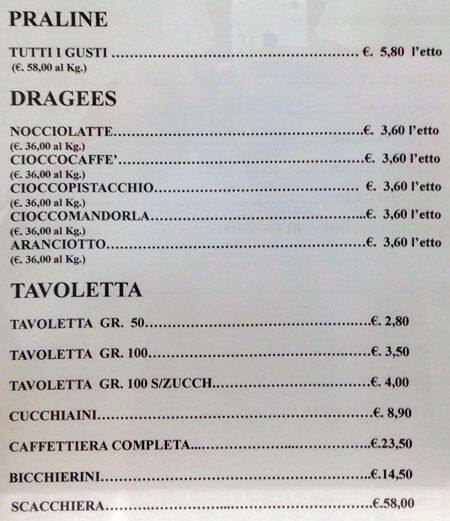 PRALINE
TUTTI I GUSTI ……………………………………… €. 5,80 l'etto
(€. 58,00 al Kg.)
DRAGEES
NOCCIOLATTE……………………………………€. 3,60 l'etto
(€. 36,00 al Kg.)
CIOCCOCAFFE'……………………………………€. 3,60 l'etto
(€. 36,00 al Kg.)
CIOCCOPISTACCHIO……………………………… €. 3,60 l'etto
(€. 36,00 al Kg.)
CIOCCOMANDORLA………………………………..€. 3,60 l'etto
(€. 36,00 al Kg.)
ARANCIOTTO………………………………………€. 3,60 l'etto
(€. 36,00 al Kg.)
TAVOLETTA
TAVOLETTA GR. 50…………………………………€. 2,80
TAVOLETTA GR. 100…………………………..…….€. 3,50
TAVOLETTA GR. 100 S/ZUCCH.……………………..€. 4,00
CUCCHIAINI…………………………………………€. 8,90
CAFFETTIERA COMPLETA...………………………..€.23,50
BICCHIERINI………………………………………..€.14,50
SCACCHIERA………………...……………………….€.58,00